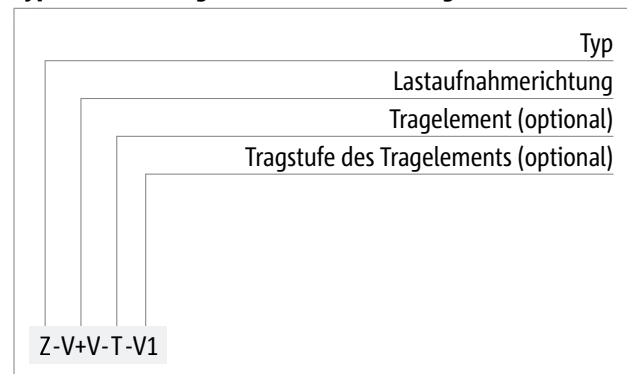 Typ
Lastaufnahmerichtung
Tragelement (optional)
Tragstufe des Tragelements (optional)
Z-V+V-T-V1